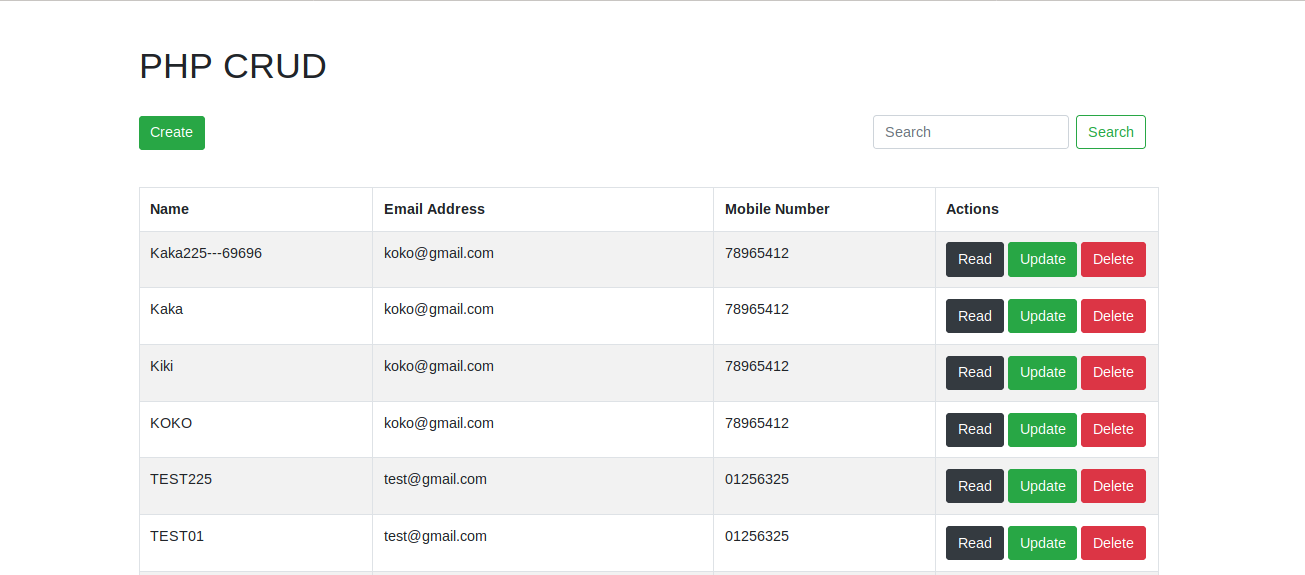 PHP CRUD
Create Search Search
Name Email Address Mobile Number Actions
Kaka225---69696 koko@gmail.com 78965412 Read Update Delete
Kaka koko@gmail.com 78965412 Read Update Delete
Kiki koko@gmail.com 78965412 Read Update Delete
KOKO koko@gmail.com 78965412 Read Update Delete
TEST225 test@gmail.com 01256325 Read Update Delete
TEST01 test@gmail.com 01256325 Read Update Delete